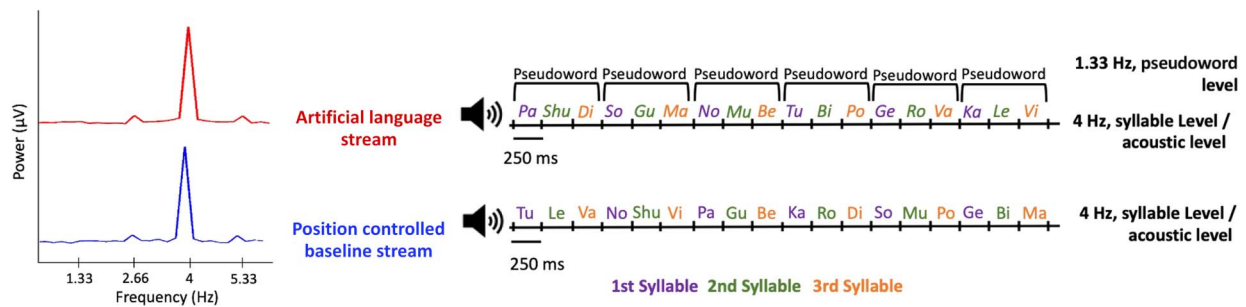 Power (μV)
1.33 2.66 4 5.33
Frequency (Hz)
Artificial language
stream
Position controlled
baseline stream
Pseudoword Pseudoword Pseudoword Pseudoword Pseudoword Pseudoword
Pa Shu Di So Gu Ma No Mu Be Tu Bi Po Ge Ro Va Ka Le Vi
250 ms
1.33 Hz, pseudoword
level
4 Hz, syllable Level /
acoustic level
Tu Le Va No Shu Vi Pa Gu Be Ka Ro Di So Mu Po Ge Bi Ma
250 ms
4 Hz, syllable Level /
acoustic level
1st Syllable 2nd Syllable 3rd Syllable